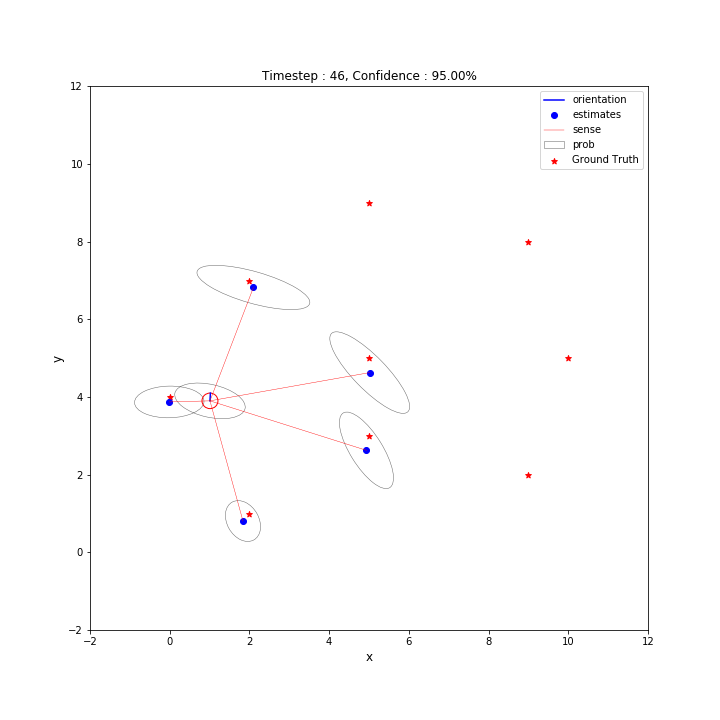 Timestep : 46, Confidence : 95.00%
orientation
estimates
sense
prob
Ground Truth
12
10
8
6
4
2
0
−2
y
−2
0
2
4
6
8
10
12
x